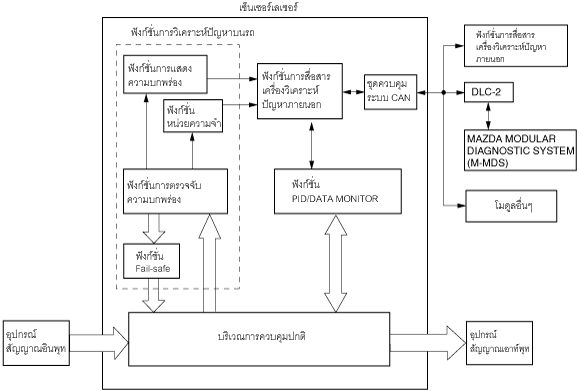 เซ็นเซอร์เลเซอร์
ฟังก์ชั่นการวิเคราะห์ปัญหาบนรถ
ฟังก์ชั่นการแสดง
ความบกพร่อง
ฟังก์ชั่น
หน่วยความจำ
ฟังก์ชั่นการสื่อสาร
เครื่องวิเคราะห์
ปัญหาภายนอก
ชุดควบคุม
ระบบ CAN
ฟังก์ชั่นการสื่อสาร
เครื่องวิเคราะห์ปัญหา
ภายนอก
DLC-2
MAZDA MODULAR
DIAGNOSTIC SYSTEM
(M-MDS)
ฟังก์ชั่นการตรวจจับ
ความบกพร่อง
ฟังก์ชั่น
PID/DATA MONITOR
โมดูลอื่นๆ
ฟังก์ชั่น
Fail-safe
อุปกรณ์
สัญญาณอินพุท
บริเวณการควบคุมปกติ
อุปกรณ์
สัญญาณเอาท์พุท